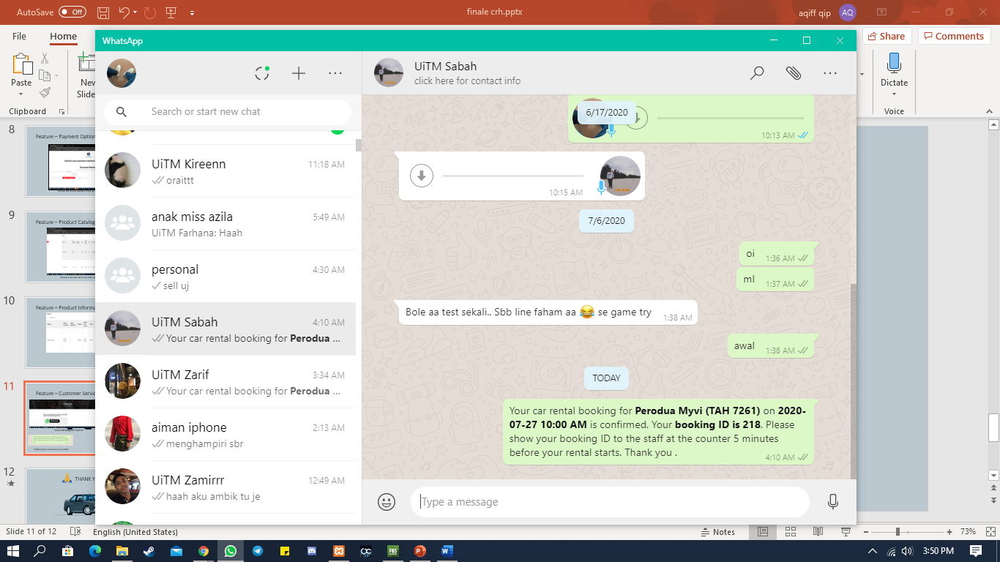 AutoSave Off
finale crh.pptx
aqiff qip AQ
File Home
Share
Comments
Paste
New
Slide
Clipboard
Dictate
Voice
WhatsApp
Search or start new chat
UiTM Kireenn 11:18 AM
oraittt
anak miss azila 5:49 AM
UiTM Farhana: Haah
personal 4:30 AM
sell uj
UiTM Sabah 4:10 AM
Your car rental booking for Perodua ...
UiTM Zarif 3:34 AM
Your car rental booking for Perodua ...
aiman iphone 2:13 AM
menghampiri sbr
UiTM Zamirrr 12:49 AM
haah aku ambik tu je
UiTM Sabah
click here for contact info
6/17/2020
10:13 AM
10:15 AM
7/6/2020
oi 1:36 AM
ml 1:37 AM
Bole aa test sekali.. Sbb line faham aa 😂 se game try 1:38 AM
awal 1:38 AM
TODAY
Your car rental booking for Perodua Myvi (TAH 7261) on 2020-
07-27 10:00 AM is confirmed. Your booking ID is 218. Please
show your booking ID to the staff at the counter 5 minutes
before your rental starts. Thank you .
4:10 AM
Type a message
8
Feature – Payment Option
9
Feature – Product Catalog
10
Feature – Product Informa
11
Feature – Customer Servic
12
THANK Y
Slide 11 of 12 English (United States)
Notes
73%
3:50 PM